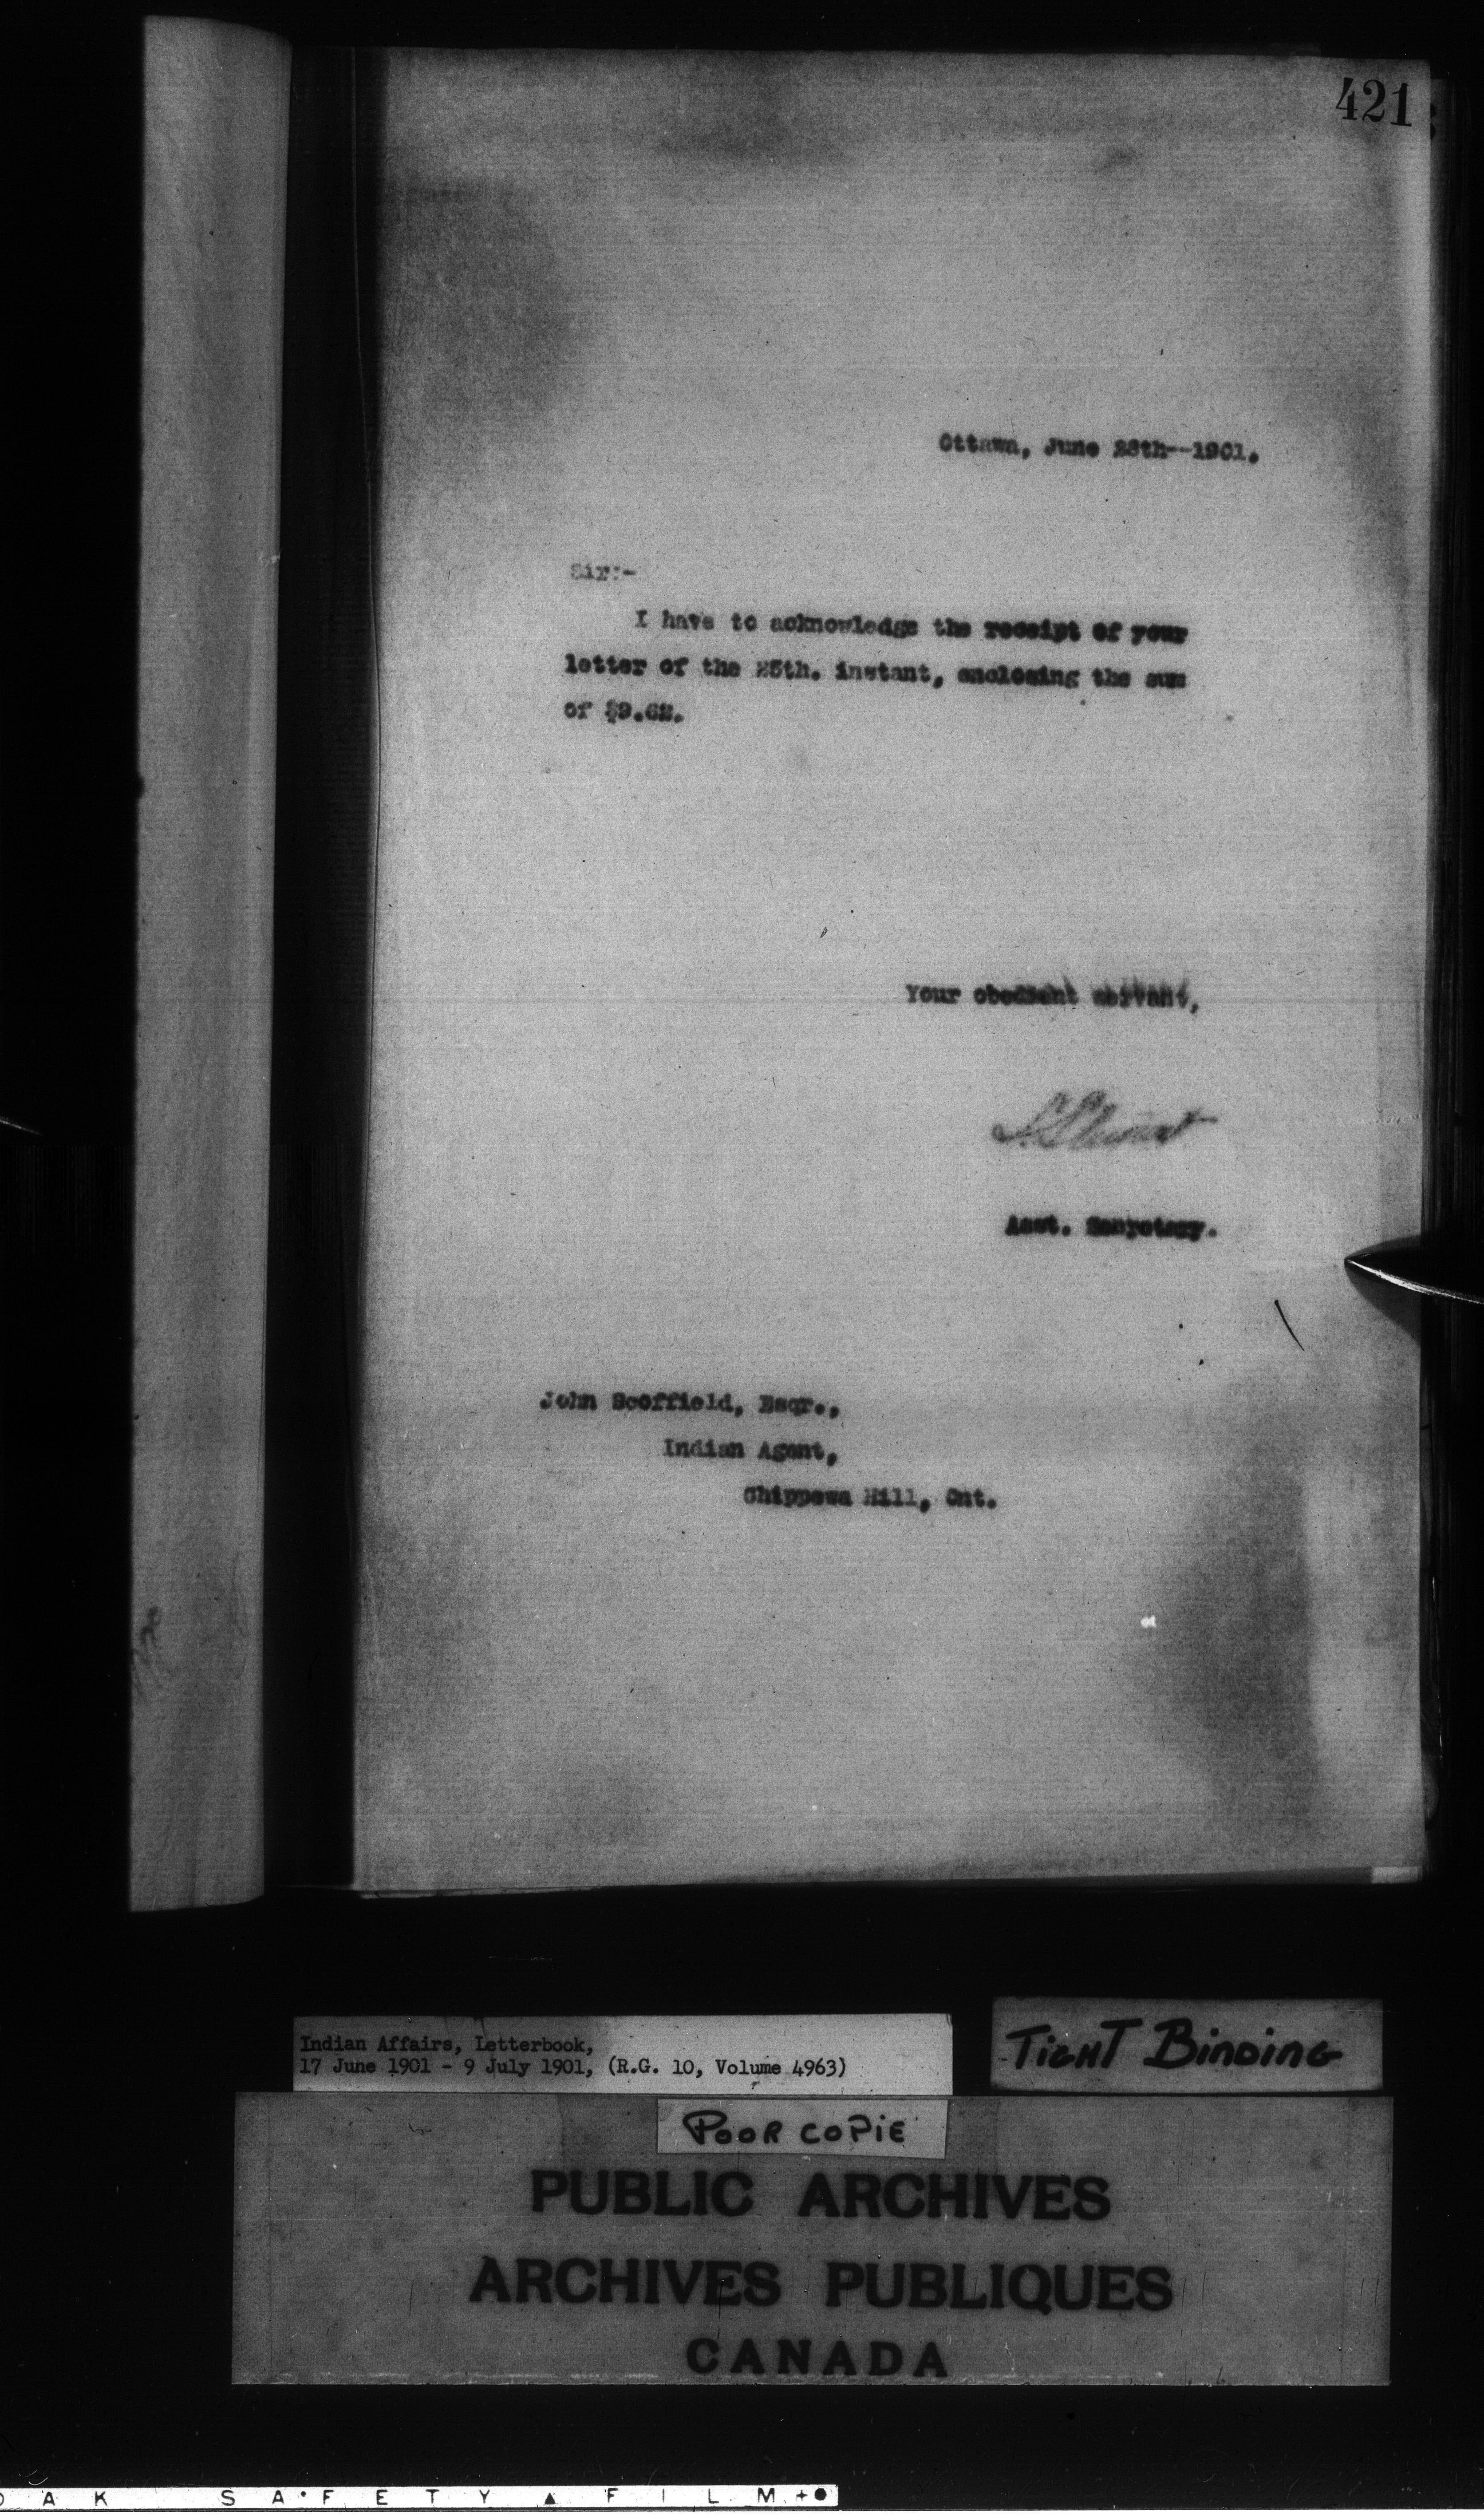 421
Ottawa, June 28th--1901.
Sir:-
I have to acknowledge the receipt of your
letter of the 25th. instant, enclosing the sum
of $9.62.
Your obedient servant,
Asst. Secretary.
John Scoffield, Esqr.,
Indian Agent,
Chippewa Hill, Ont.
Indian Affairs, Letterbook,
17 June 1901 - 9 July 1901, (R.G. 10, Volume 4963)
TIGHT BINDING
POOR COPIE
PUBLIC ARCHIVES
ARCHIVES PUBLIQUES
CANADA
AK SAFETY FILM